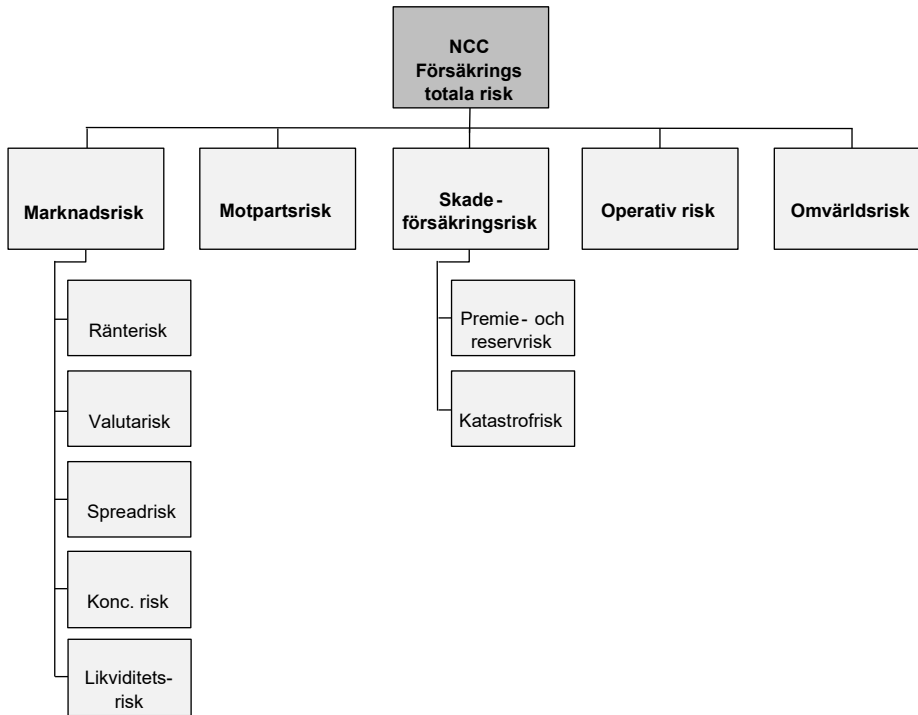 NCC
Försäkrings
totala risk
Marknadsrisk
Motpartsrisk
Skade-
försäkringsrisk
Operativ risk
Omvärldsrisk
Ränterisk
Valutarisk
Spreadrisk
Konc. risk
Likviditets-
risk
Premie- och
reservrisk
Katastrofrisk